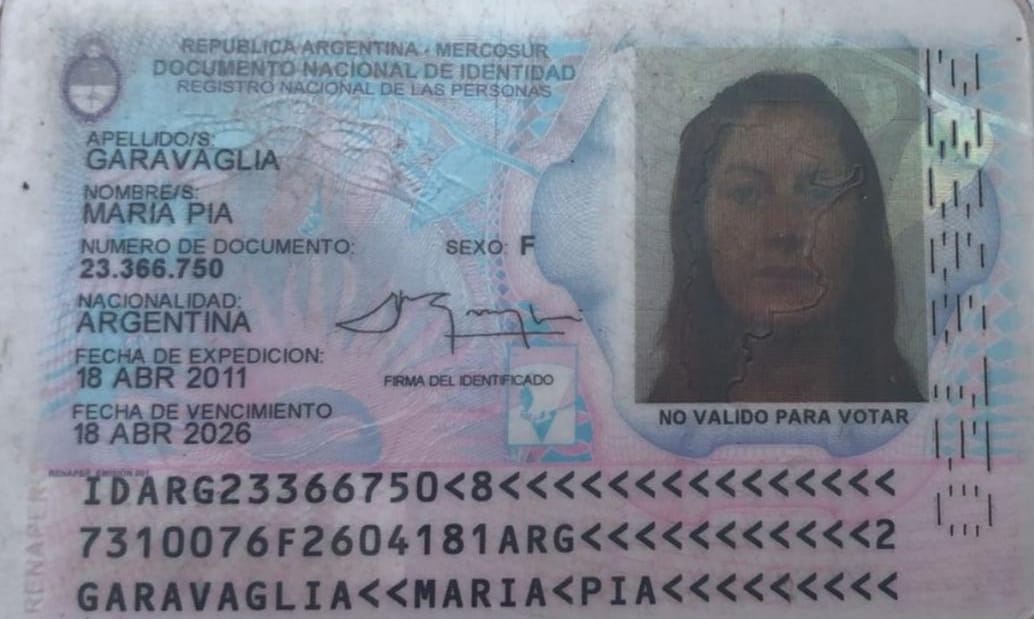 REPUBLICA ARGENTINA - MERCOSUR
DOCUMENTO NACIONAL DE IDENTIDAD
REGISTRO NACIONAL DE LAS PERSONAS
APELLIDO/S:
GARAVAGLIA
NOMBRE/S:
MARIA PIA
NUMERO DE DOCUMENTO:
23.366.750
SEXO: F
NACIONALIDAD:
ARGENTINA
FECHA DE EXPEDICION:
18 ABR 2011
FIRMA DEL IDENTIFICADO
FECHA DE VENCIMIENTO
18 ABR 2026
NO VALIDO PARA VOTAR
IDARG23366750<8<<<<<<<<<<<<<<<
7310076F2604181ARG<<<<<<<<<<<2
GARAVAGLIA<<MARIA<PIA<<<<<<<<<
RENAPER